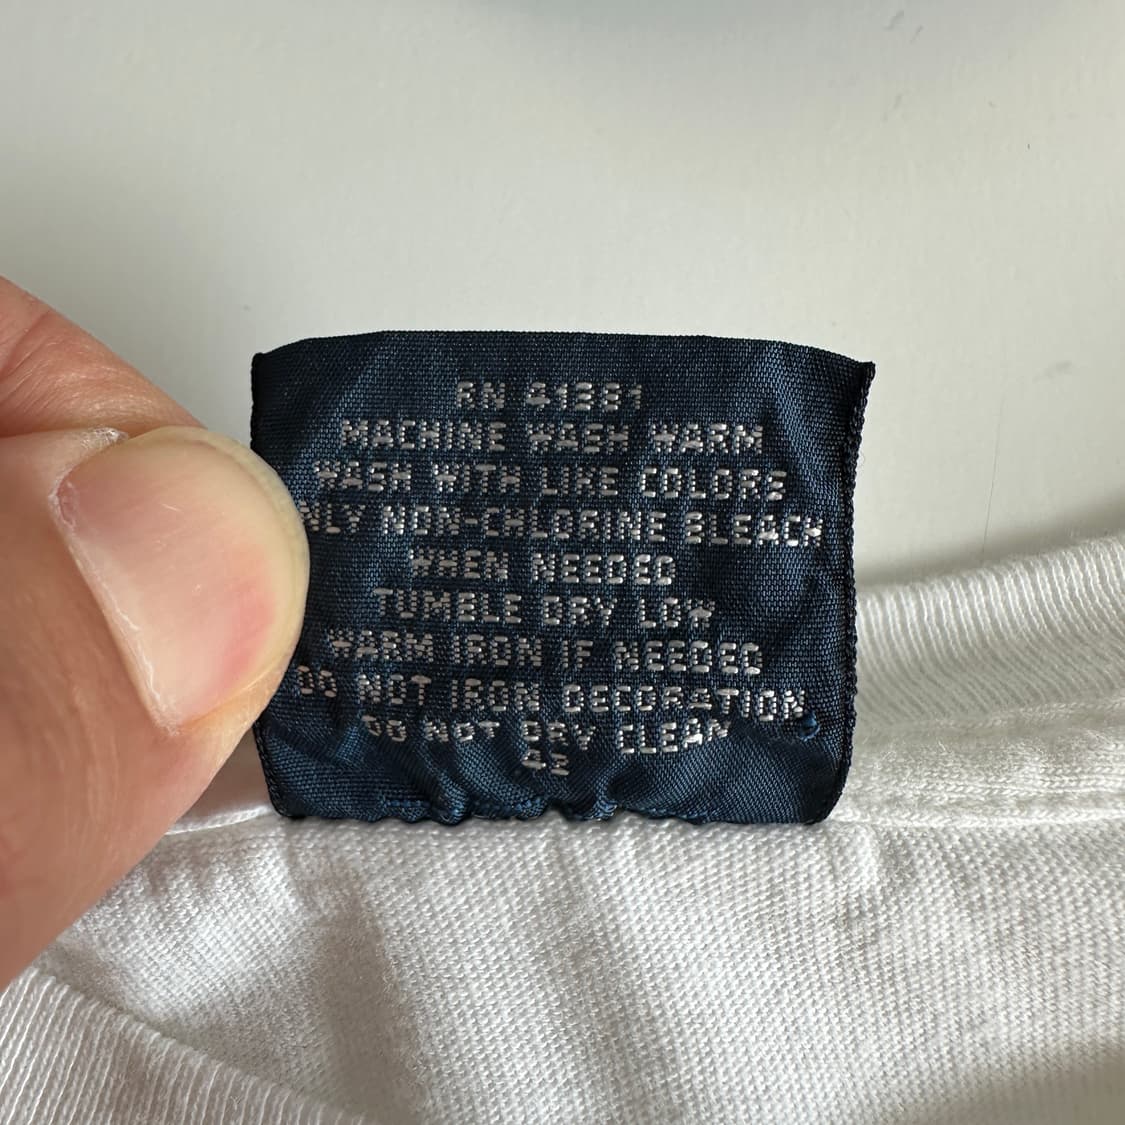 RN 41381
MACHINE WASH WARM
WASH WITH LIKE COLORS
ONLY NON-CHLORINE BLEACH
WHEN NEEDED
TUMBLE DRY LOW
WARM IRON IF NEEDED
DO NOT IRON DECORATION
DO NOT DRY CLEAN
42